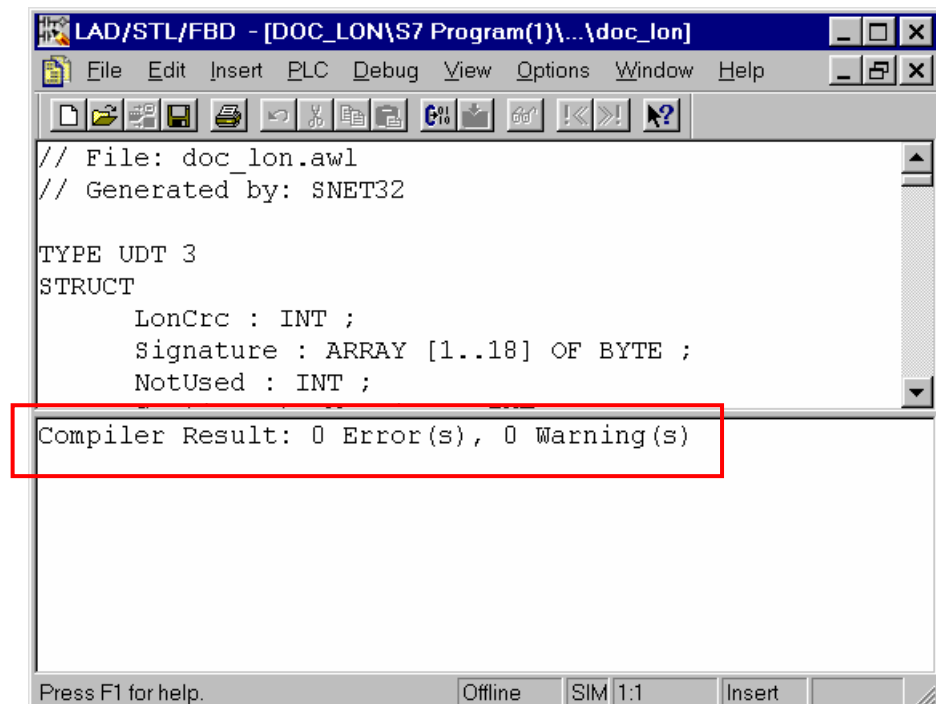 LAD/STL/FBD - [DOC_LON\S7 Program(1)\...\doc_lon]
File Edit Insert PLC Debug View Options Window Help
// File: doc_lon.awl
// Generated by: SNET32
TYPE UDT 3
STRUCT
LonCrc : INT ;
Signature : ARRAY [1..18] OF BYTE ;
NotUsed : INT ;
Compiler Result: 0 Error(s), 0 Warning(s)
Press F1 for help. Offline SIM 1:1 Insert